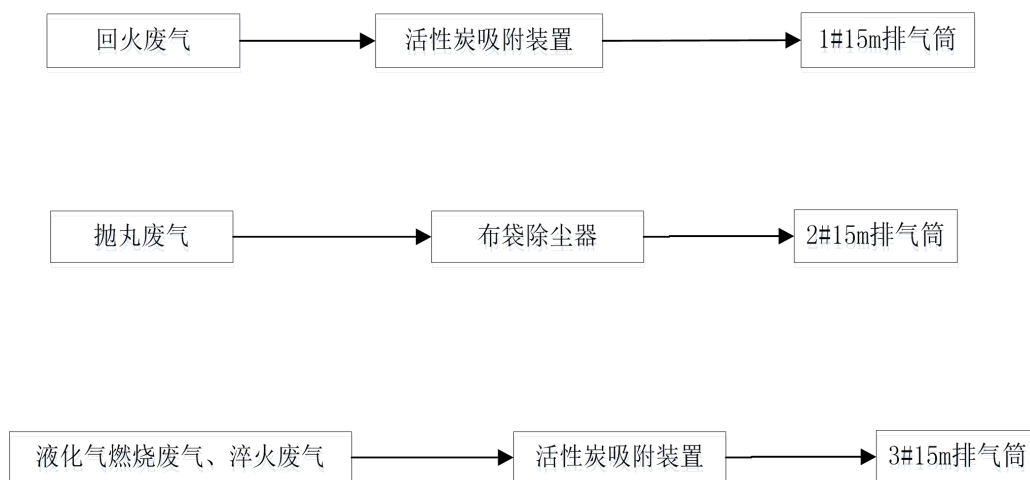 回火废气 活性炭吸附装置 1#15m排气筒
抛丸废气 布袋除尘器 2#15m排气筒
液化气燃烧废气、淬火废气 活性炭吸附装置 3#15m排气筒